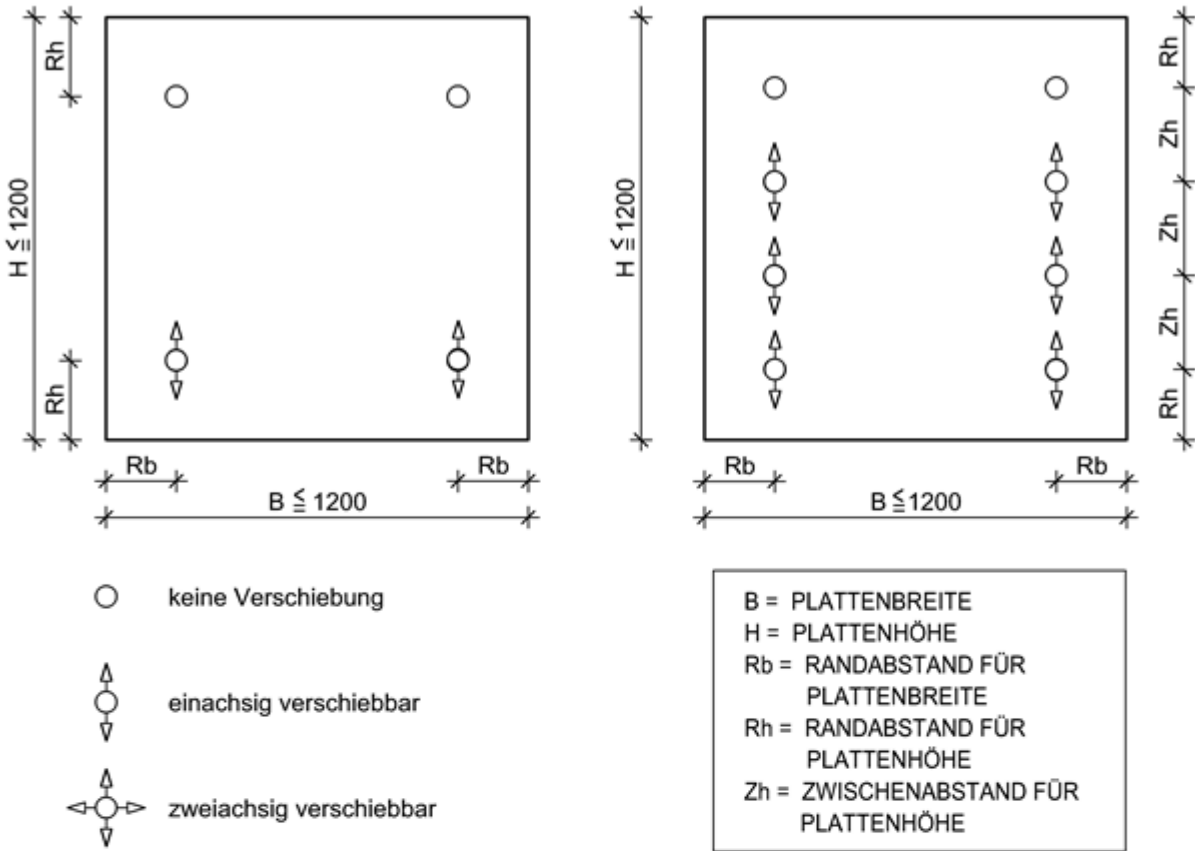 Rh
H ≦ 1200
Rh
Rb
Rb
B ≦ 1200
Rh
Zh
Zh
Zh
Rh
H ≦ 1200
Rb
Rb
B ≦ 1200
keine Verschiebung
einachsig verschiebbar
zweiachsig verschiebbar
B = PLATTENBREITE
H = PLATTENHÖHE
Rb = RANDABSTAND FÜR
PLATTENBREITE
Rh = RANDABSTAND FÜR
PLATTENHÖHE
Zh = ZWISCHENABSTAND FÜR
PLATTENHÖHE